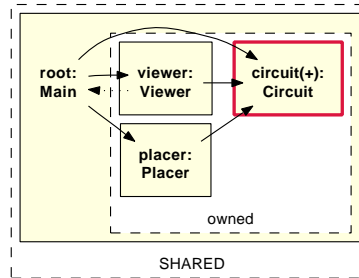 root:
Main
viewer:
Viewer
circuit(+):
Circuit
placer:
Placer
owned
SHARED